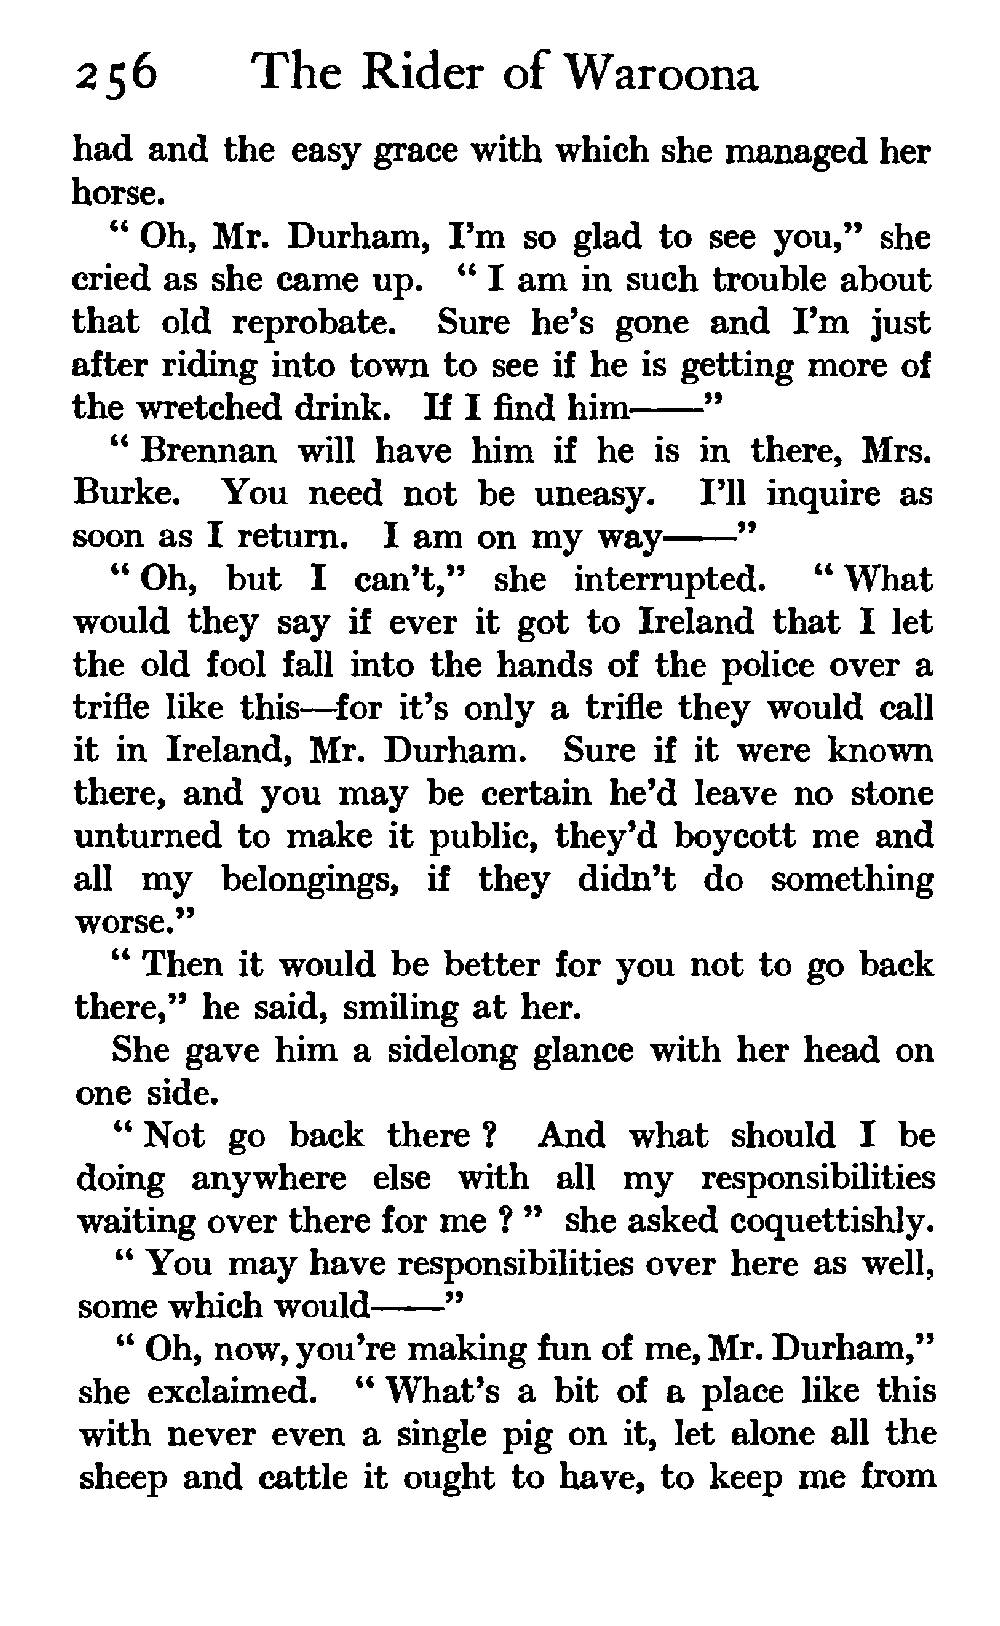 256 The Rider of Waroona
had and the easy grace with which she managed her
horse.
“ Oh, Mr. Durham, I’m so glad to see you,” she
cried as she came up. “ I am in such trouble about
that old reprobate. Sure he’s gone and I’m just
after riding into town to see if he is getting more of
the wretched drink. If I find him——”
“ Brennan will have him if he is in there, Mrs.
Burke. You need not be uneasy. I’ll inquire as
soon as I return. I am on my way——”
“ Oh, but I can’t,” she interrupted. “ What
would they say if ever it got to Ireland that I let
the old fool fall into the hands of the police over a
trifle like this—for it’s only a trifle they would call
it in Ireland, Mr. Durham. Sure if it were known
there, and you may be certain he’d leave no stone
unturned to make it public, they’d boycott me and
all my belongings, if they didn’t do something
worse.”
“ Then it would be better for you not to go back
there,” he said, smiling at her.
She gave him a sidelong glance with her head on
one side.
“ Not go back there ? And what should I be
doing anywhere else with all my responsibilities
waiting over there for me ? ” she asked coquettishly.
“ You may have responsibilities over here as well,
some which would——”
“ Oh, now, you’re making fun of me, Mr. Durham,”
she exclaimed. “ What’s a bit of a place like this
with never even a single pig on it, let alone all the
sheep and cattle it ought to have, to keep me from